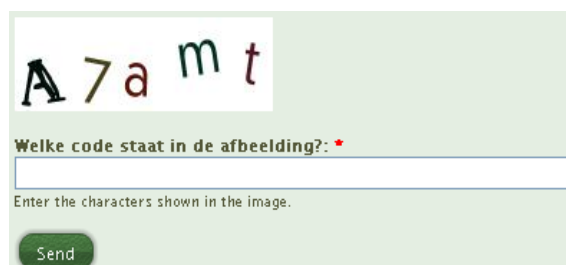 A7amt
Welke code staat in de afbeelding?: *
Enter the characters shown in the image.
Send